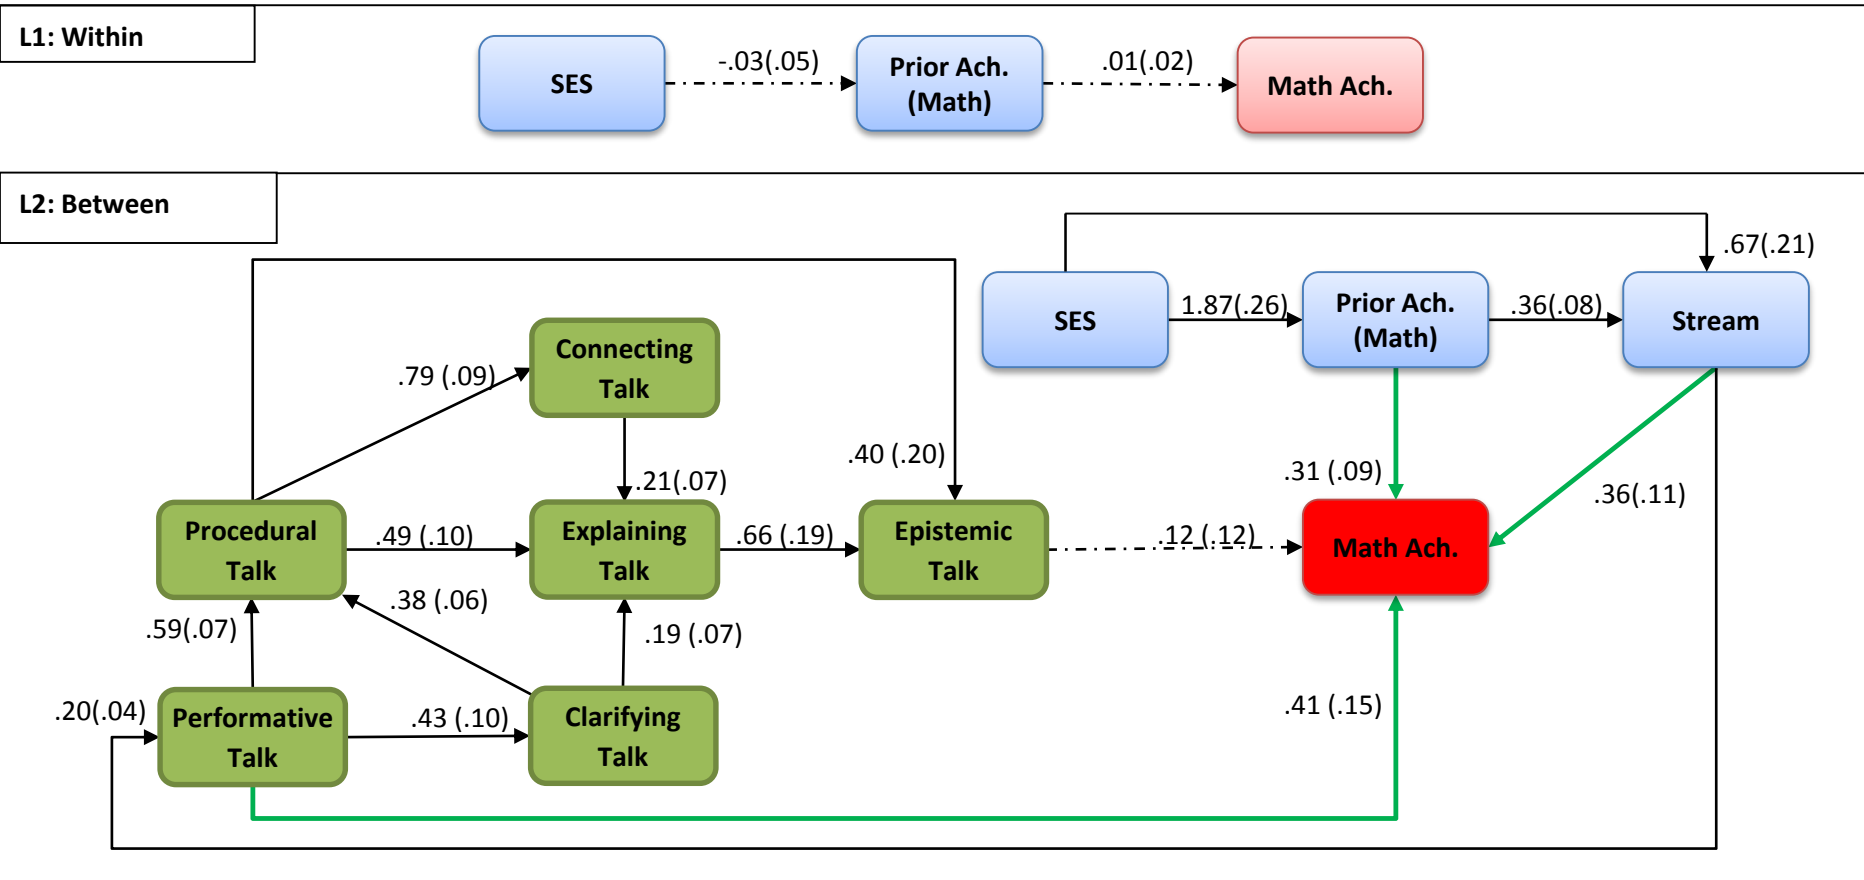 L1: Within
SES
-.03(.05)
Prior Ach.
(Math)
.01(.02)
Math Ach.
L2: Between
.67(.21)
SES
1.87(.26)
Prior Ach.
(Math)
.36(.08)
Stream
Connecting
Talk
.79 (.09)
.40 (.20)
.21(.07)
.31 (.09)
.36(.11)
Procedural
Talk
.49 (.10)
Explaining
Talk
.66 (.19)
Epistemic
Talk
.12 (.12)
Math Ach.
.59(.07)
.38 (.06)
.19 (.07)
.20(.04)
Performative
Talk
.43 (.10)
Clarifying
Talk
.41 (.15)